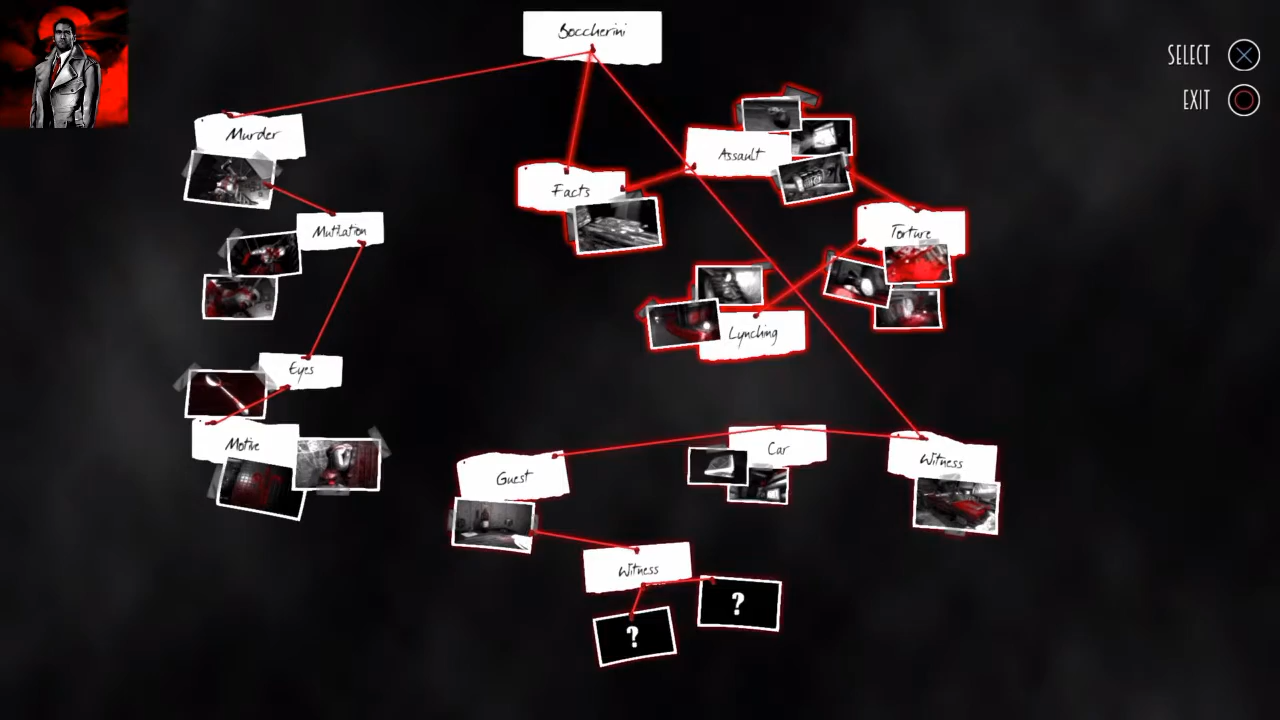 Boccherini
SELECT
EXIT
Murder
Assault
Facts
Mutilation
Torture
Lynching
Eyes
Motive
Car
Guest
Witness
Witness
?
?